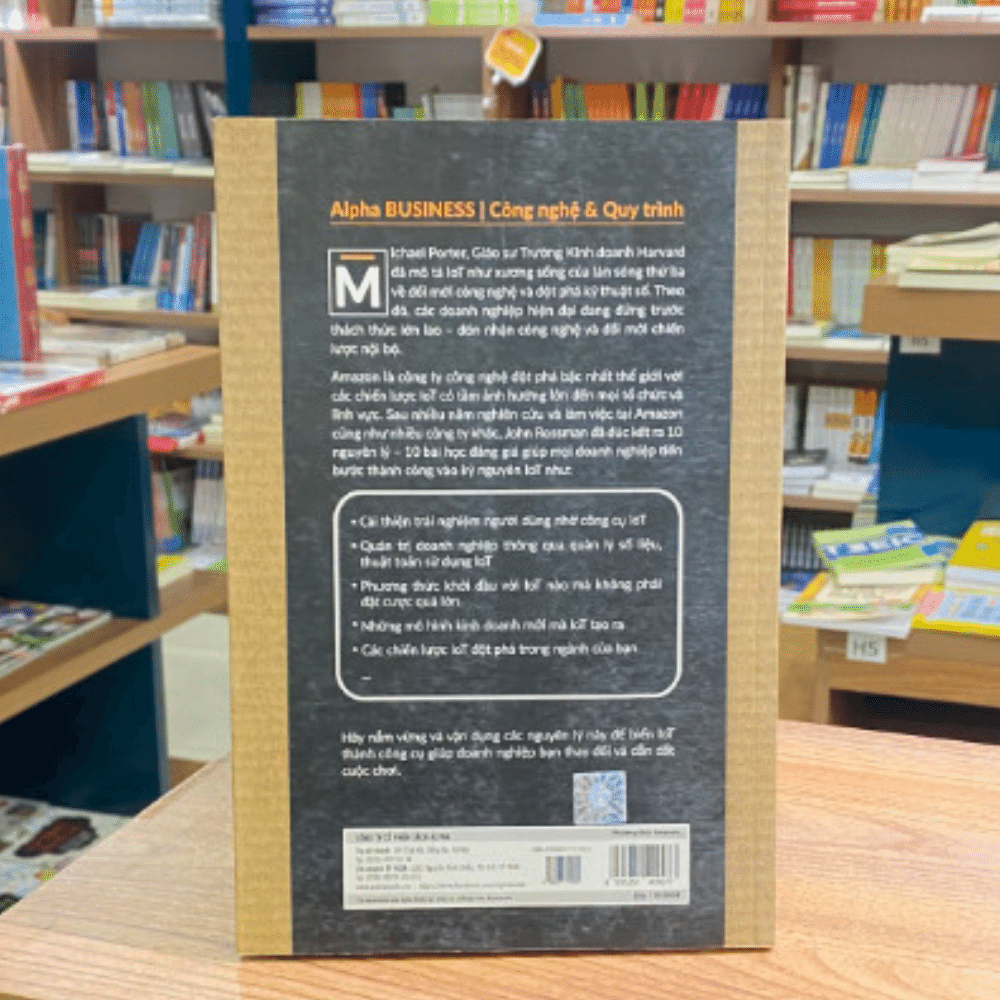 Alpha BUSINESS | Công nghệ & Quy trình
Michael Porter, Giáo sư Trường Kinh doanh Harvard
đã mô tả IoT như xương sống của làn sóng thứ ba
về đổi mới công nghệ và đột phá kỹ thuật số. Theo
đó, các doanh nghiệp hiện đại đang đứng trước
thách thức lớn lao – đón nhận công nghệ và đổi mới chiến
lược nội bộ.
Amazon là công ty công nghệ đột phá bậc nhất thế giới với
các chiến lược IoT có tầm ảnh hưởng lớn đến mọi tổ chức và
lĩnh vực. Sau nhiều năm nghiên cứu và làm việc tại Amazon
cũng như nhiều công ty khác, John Rossman đã đúc kết ra 10
nguyên lý – 10 bài học đáng giá giúp mọi doanh nghiệp tiến
bước thành công vào kỷ nguyên IoT như:
• Cải thiện trải nghiệm người dùng nhờ công cụ IoT
• Quản trị doanh nghiệp thông qua quản lý số liệu,
thuật toán sử dụng IoT
• Phương thức khởi đầu với IoT nào mà không phải
đặt cược quá lớn
• Những mô hình kinh doanh mới mà IoT tạo ra
• Các chiến lược IoT đột phá trong ngành của bạn
...
Hãy nắm vững và vận dụng các nguyên lý này để biến IoT
thành công cụ giúp doanh nghiệp bạn thay đổi và dẫn dắt
cuộc chơi.
CÔNG TY CỔ PHẦN SÁCH ALPHA
H5